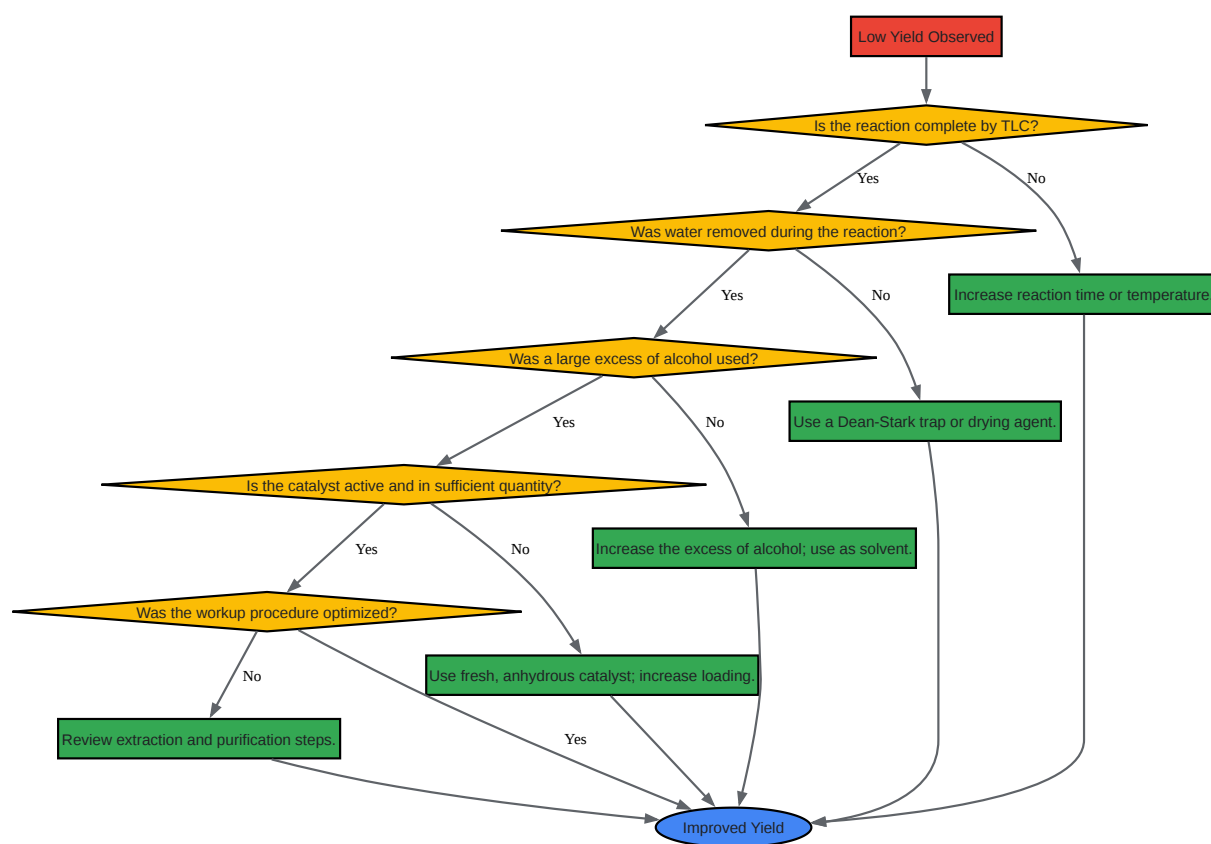 Low Yield Observed
Is the reaction complete by TLC?
Yes
No
Was water removed during the reaction?
Increase reaction time or temperature.
Yes
No
Was a large excess of alcohol used?
Use a Dean-Stark trap or drying agent.
Yes
No
Is the catalyst active and in sufficient quantity?
Increase the excess of alcohol; use as solvent.
Yes
No
Was the workup procedure optimized?
Use fresh, anhydrous catalyst; increase loading.
No
Yes
Review extraction and purification steps.
Improved Yield